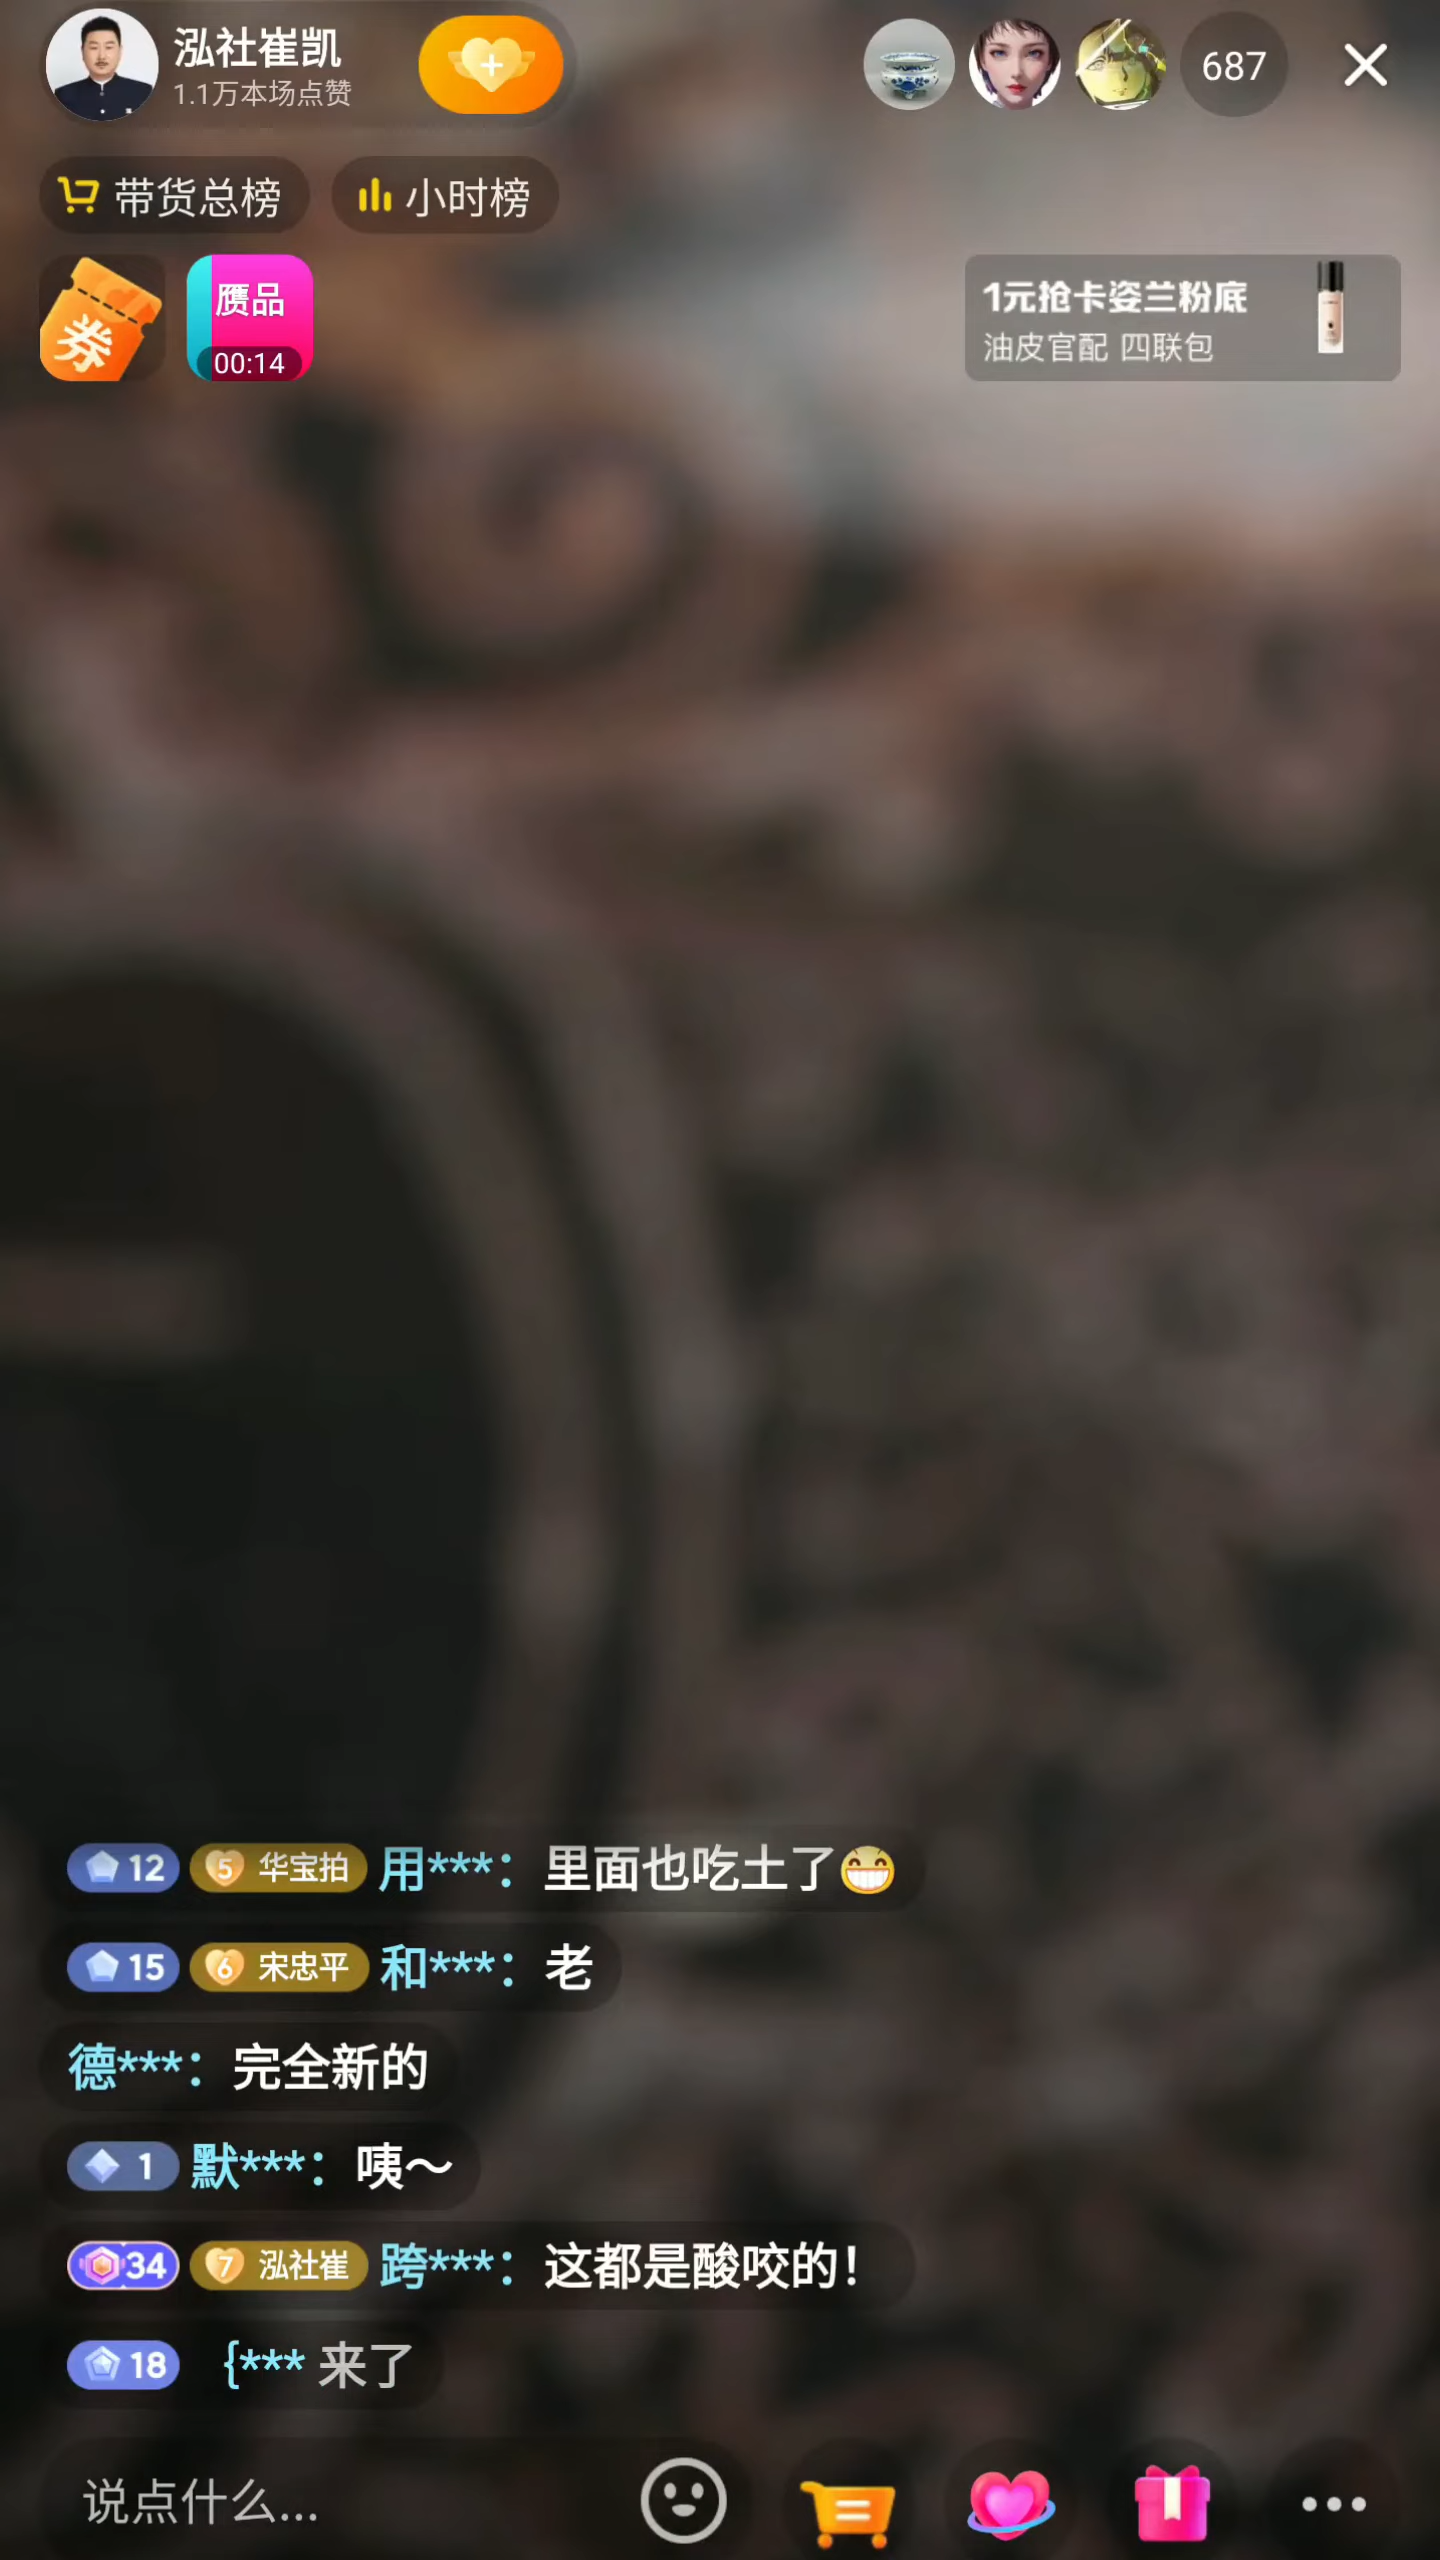 泓社崔凯
1.1万本场点赞
687
带货总榜
小时榜
券
赝品
00:14
1元抢卡姿兰粉底
油皮官配 四联包
12 5 华宝拍 用***：里面也吃土了
15 6 宋忠平 和***：老
德***：完全新的
1 默***：咦～
34 7 泓社崔 跨***：这都是酸咬的！
18 {*** 来了
说点什么...